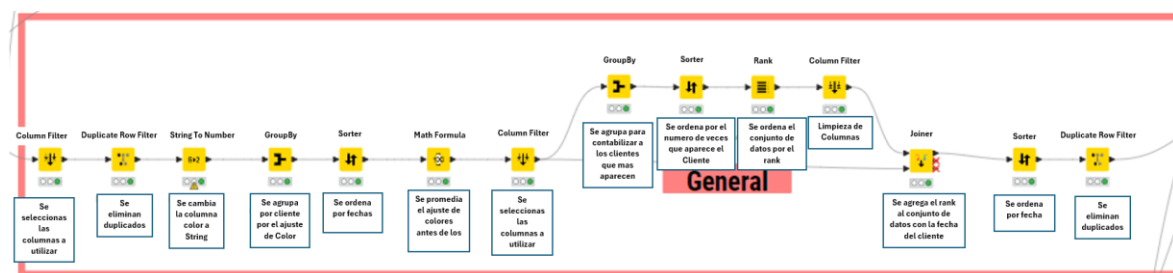 GroupBy
Sorter
Rank
Column Filter
Se agrupa para
contabilizar a
los clientes
que mas
aparecen
Se ordena por el
numero de veces
que aparece el
Cliente
Se ordena el
conjunto de
datos por el
rank
Limpieza de
Columnas
General
Column Filter
Duplicate Row Filter
String To Number
GroupBy
Sorter
Math Formula
Column Filter
Joiner
Sorter
Duplicate Row Filter
Se
seleccionas
las
columnas a
utilizar
Se
eliminan
duplicados
Se cambia
la columna
color a
String
Se agrupa
por cliente
por el ajuste
de Color
Se ordena
por fechas
Se promedia
el ajuste de
colores
antes de los
Se
seleccionas
las
columnas a
utilizar
Se agrega el rank
al conjunto de
datos con la fecha
del cliente
Se ordena
por fecha
Se
eliminan
duplicados